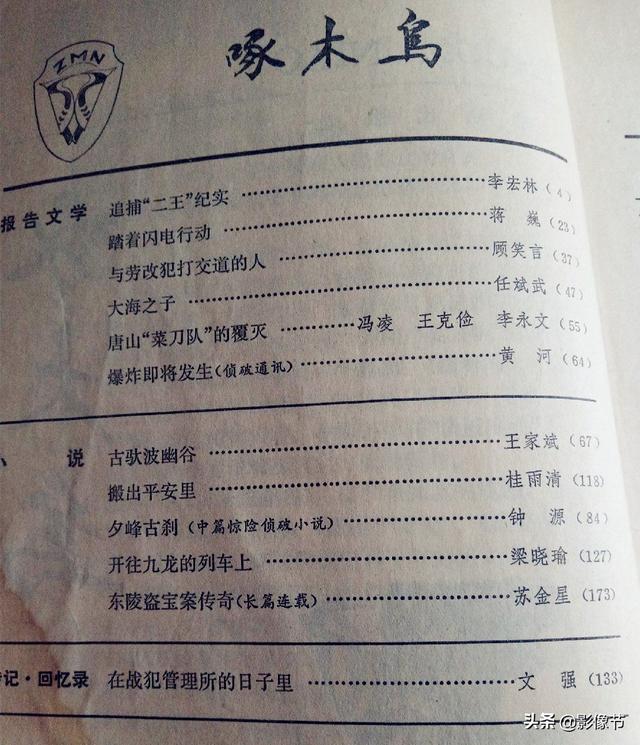 ZMN
啄木鸟
报告文学 追捕“二王”纪实 李宏林(4)
踏着闪电行动 蒋 巍(23)
与劳改犯打交道的人 顾笑言(37)
大海之子 任斌武(47)
唐山“菜刀队”的覆灭 冯凌 王克俭 李永文(55)
爆炸即将发生(侦破通讯) 黄 河(64)
说 古驮波幽谷 王家斌(67)
搬出平安里 桂雨清(118)
夕峰古刹(中篇惊险侦破小说) 钟 源(84)
开往九龙的列车上 梁晓瑜(127)
东陵盗宝案传奇(长篇连载) 苏金星(173)
记·回忆录 在战犯管理所的日子里 文 强(133)
头条 @影像节